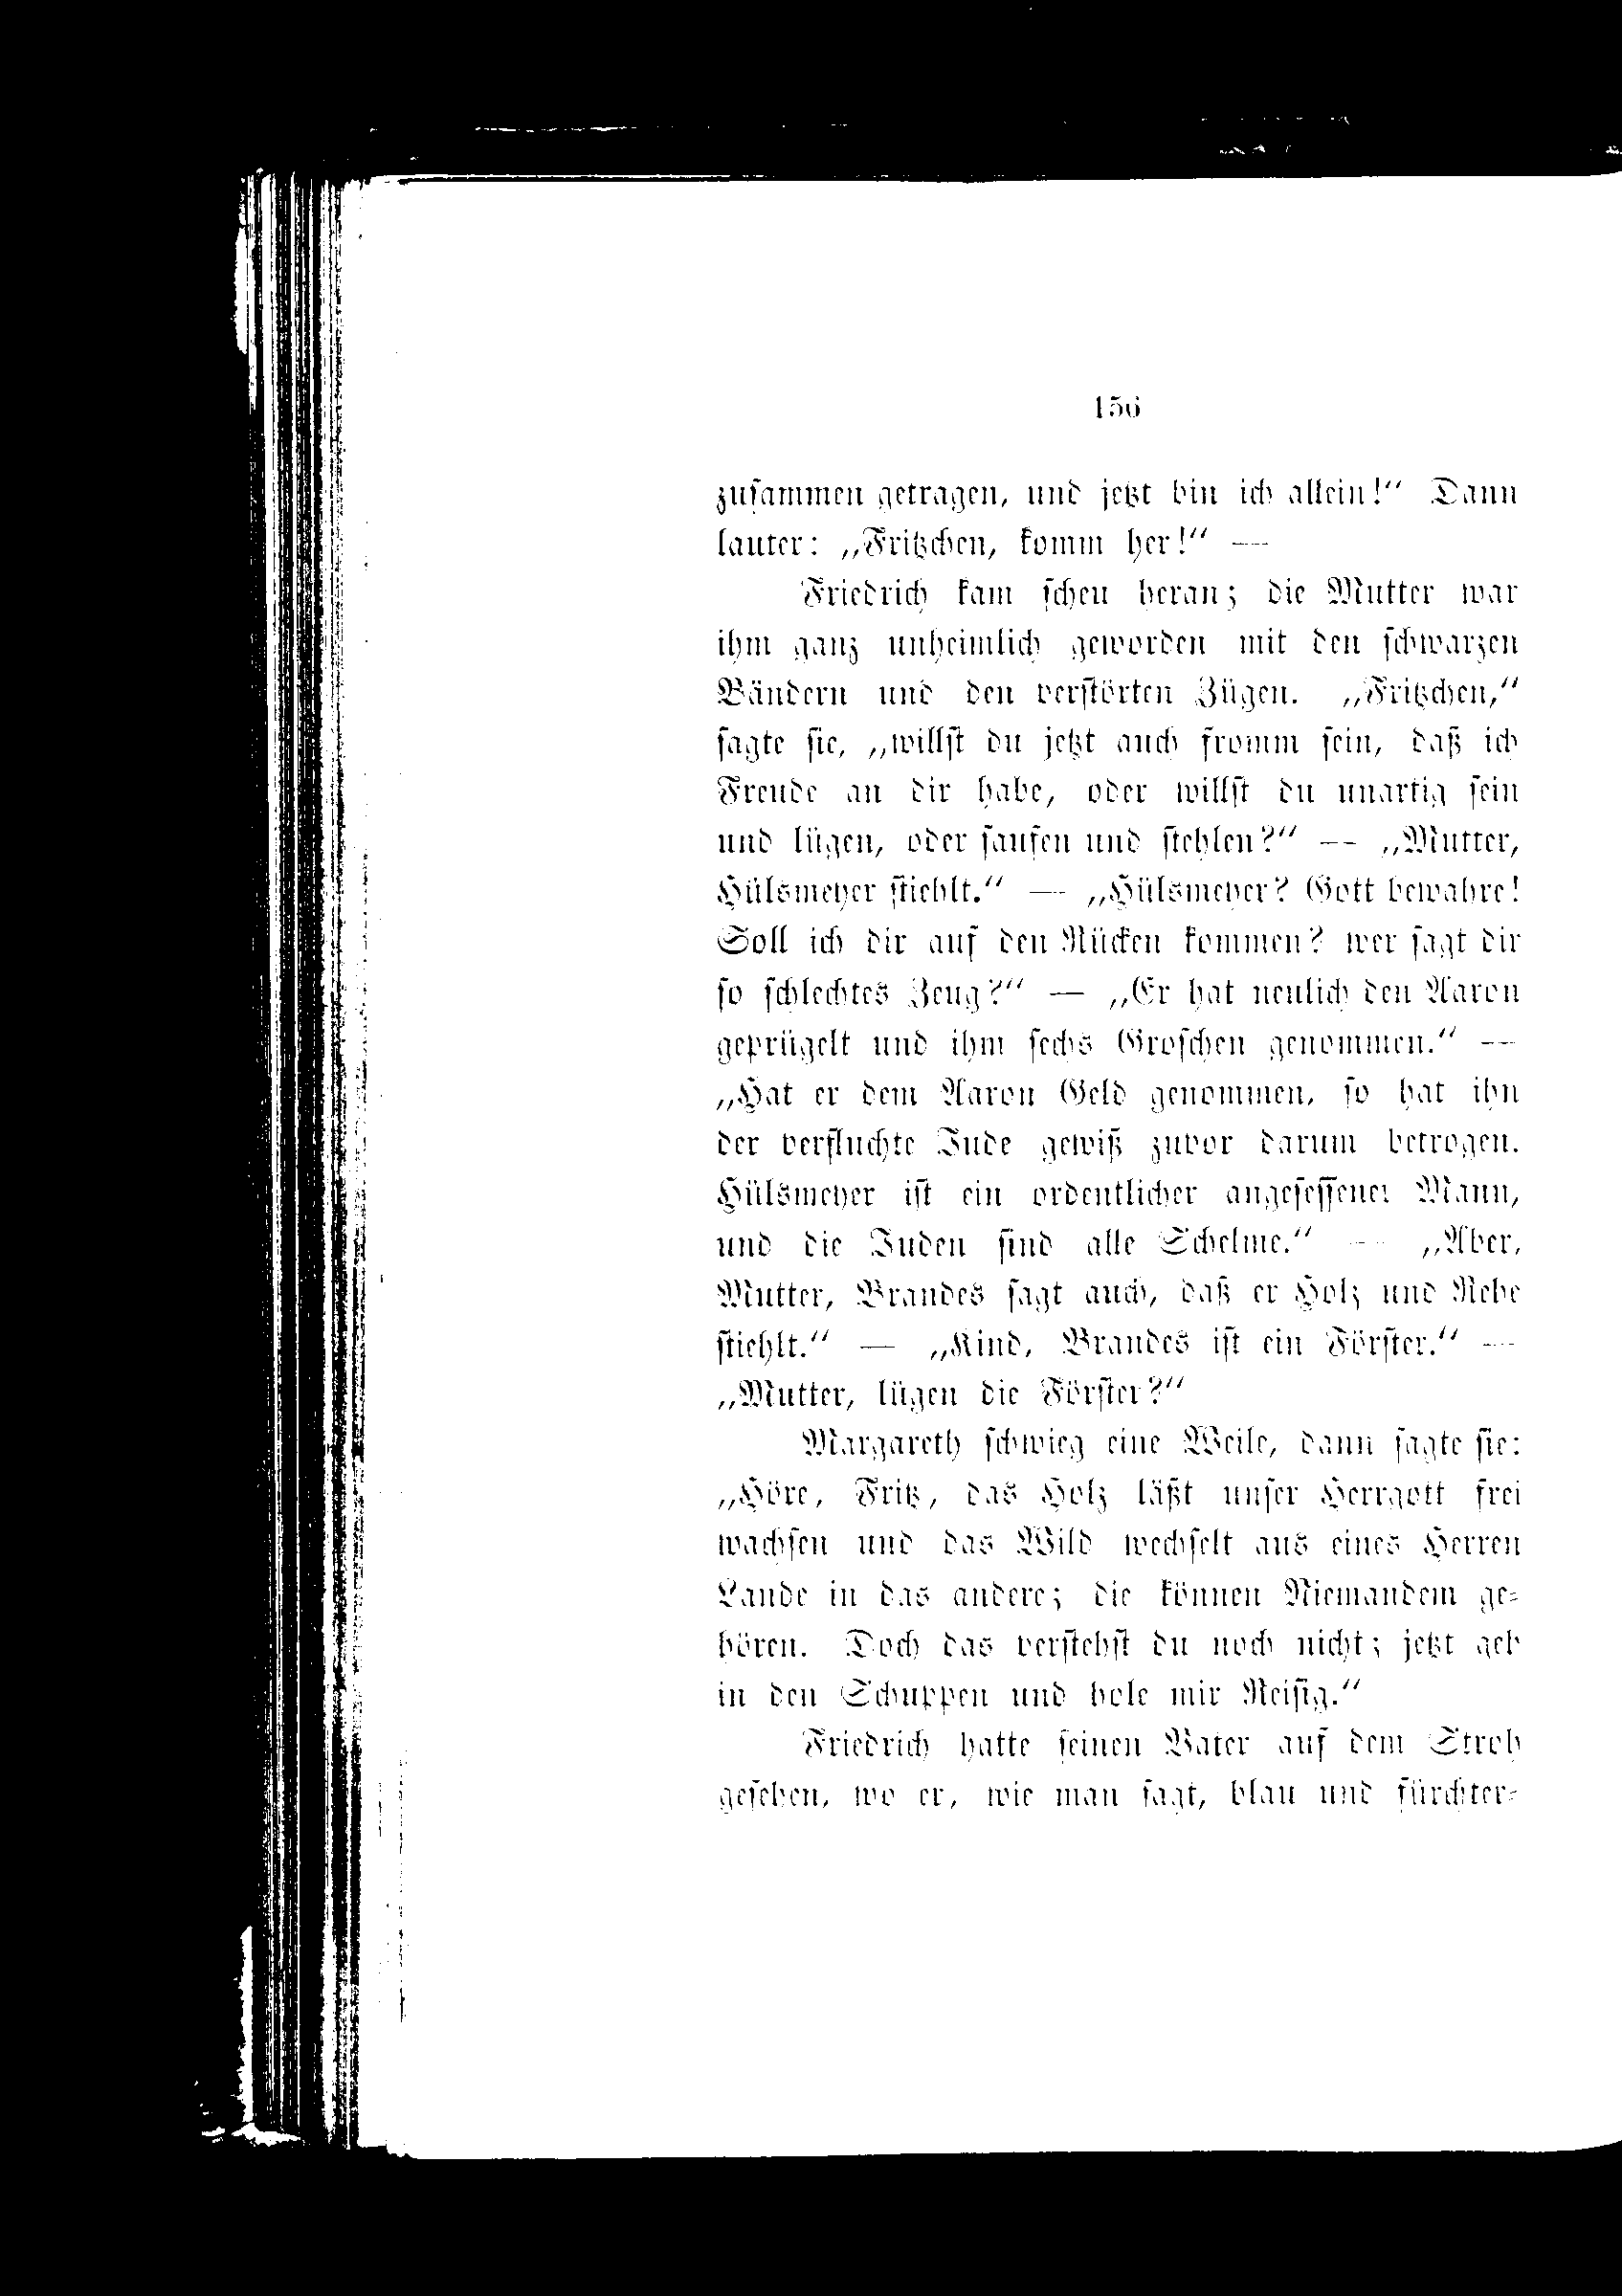 156
zusammen getragen, und jetzt bin ich allein!“ Dann
lauter: „Fritzchen, komm her!“ —
Friedrich kam scheu heran; die Mutter war
ihm ganz unheimlich geworden mit den schwarzen
Bändern und den verstörten Zügen. „Fritzchen,“
sagte sie, „willst du jetzt auch fromm sein, daß ich
Freude an dir habe, oder willst du unartig sein
und lügen, oder saufen und stehlen?“ — „Mutter,
Hülsmeyer stiehlt.“ — „Hülsmeyer? Gott bewahre!
Soll ich dir auf den Rücken kommen? wer sagt dir
so schlechtes Zeug?“ — „Er hat neulich den Aaron
geprügelt und ihm sechs Groschen genommen.“ —
„Hat er dem Aaron Geld genommen, so hat ihn
der verfluchte Jude gewiß zuvor darum betrogen.
Hülsmeyer ist ein ordentlicher angesessener Mann,
und die Juden sind alle Schelme.“ — „Aber,
Mutter, Brandes sagt auch, daß er Holz und Rehe
stiehlt.“ — „Kind, Brandes ist ein Förster.“ —
„Mutter, lügen die Förster?“
Margareth schwieg eine Weile, dann sagte sie:
„Höre, Fritz, das Holz läßt unser Herrgott frei
wachsen und das Wild wechselt aus eines Herren
Lande in das andere; die können Niemandem ge-
hören. Doch das verstehst du noch nicht; jetzt geh
in den Schuppen und hole mir Reisig.“
Friedrich hatte seinen Vater auf dem Stroh
gesehen, wo er, wie man sagt, blau und fürchter-